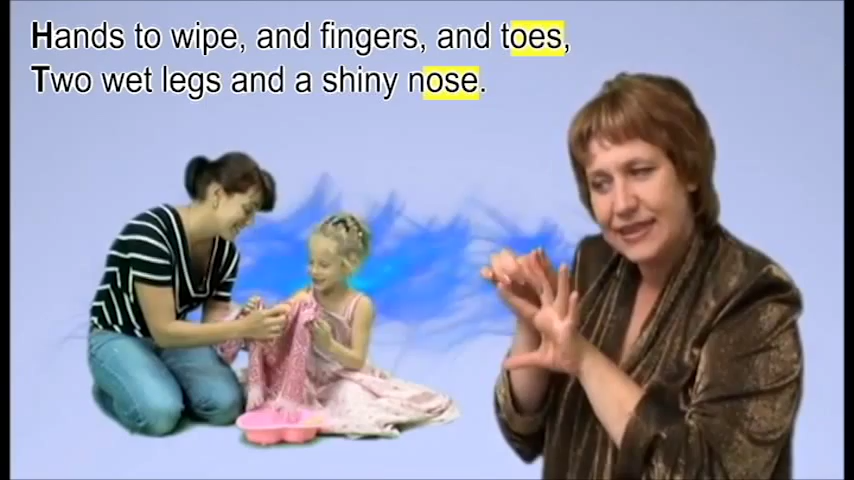 Hands to wipe, and fingers, and toes,
Two wet legs and a shiny nose.